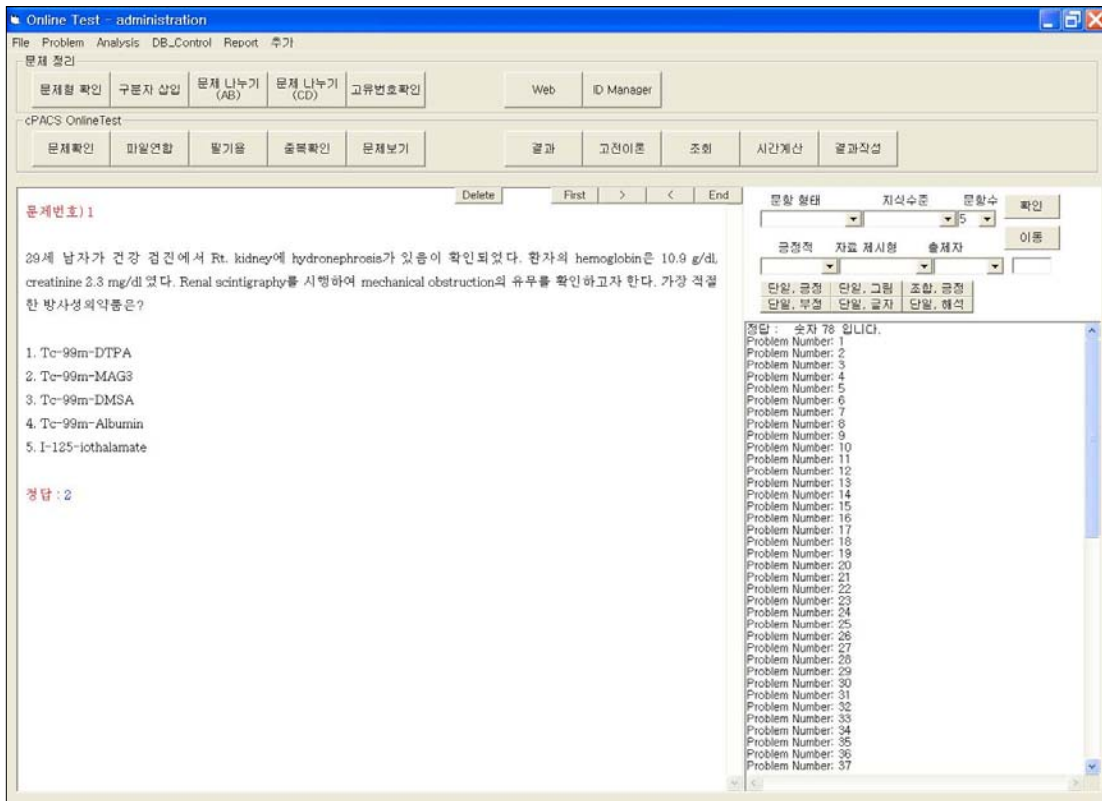 Online Test - administration
File Problem Analysis DB_Control Report 추가
문제 정리
문제형 확인 구분자 삽입 문제 나누기 (AB) 문제 나누기 (CD) 고유번호확인 Web ID Manager
cPACS OnlineTest
문제확인 파일연합 필기용 중복확인 문제보기 결과 고전이론 조회 시간계산 결과작성
Delete First > < End
문제번호) 1
29세 남자가 건강 검진에서 Rt. kidney에 hydronephrosis가 있음이 확인되었다. 환자의 hemoglobin은 10.9 g/dl,
creatinine 2.3 mg/dl 였다. Renal scintigraphy를 시행하여 mechanical obstruction의 유무를 확인하고자 한다. 가장 적절
한 방사성의약품은?
1. Tc-99m-DTPA
2. Tc-99m-MAG3
3. Tc-99m-DMSA
4. Tc-99m-Albumin
5. I-125-iothalamate
정답 : 2
문항 형태 지식수준 문항수 확인
5
긍정적 자료 제시형 출제자 이동
단일, 긍정 단일, 그림 조합, 긍정
단일, 부정 단일, 글자 단일, 해석
정답 : 숫자 78 입니다.
Problem Number: 1
Problem Number: 2
Problem Number: 3
Problem Number: 4
Problem Number: 5
Problem Number: 6
Problem Number: 7
Problem Number: 8
Problem Number: 9
Problem Number: 10
Problem Number: 11
Problem Number: 12
Problem Number: 13
Problem Number: 14
Problem Number: 15
Problem Number: 16
Problem Number: 17
Problem Number: 18
Problem Number: 19
Problem Number: 20
Problem Number: 21
Problem Number: 22
Problem Number: 23
Problem Number: 24
Problem Number: 25
Problem Number: 26
Problem Number: 27
Problem Number: 28
Problem Number: 29
Problem Number: 30
Problem Number: 31
Problem Number: 32
Problem Number: 33
Problem Number: 34
Problem Number: 35
Problem Number: 36
Problem Number: 37